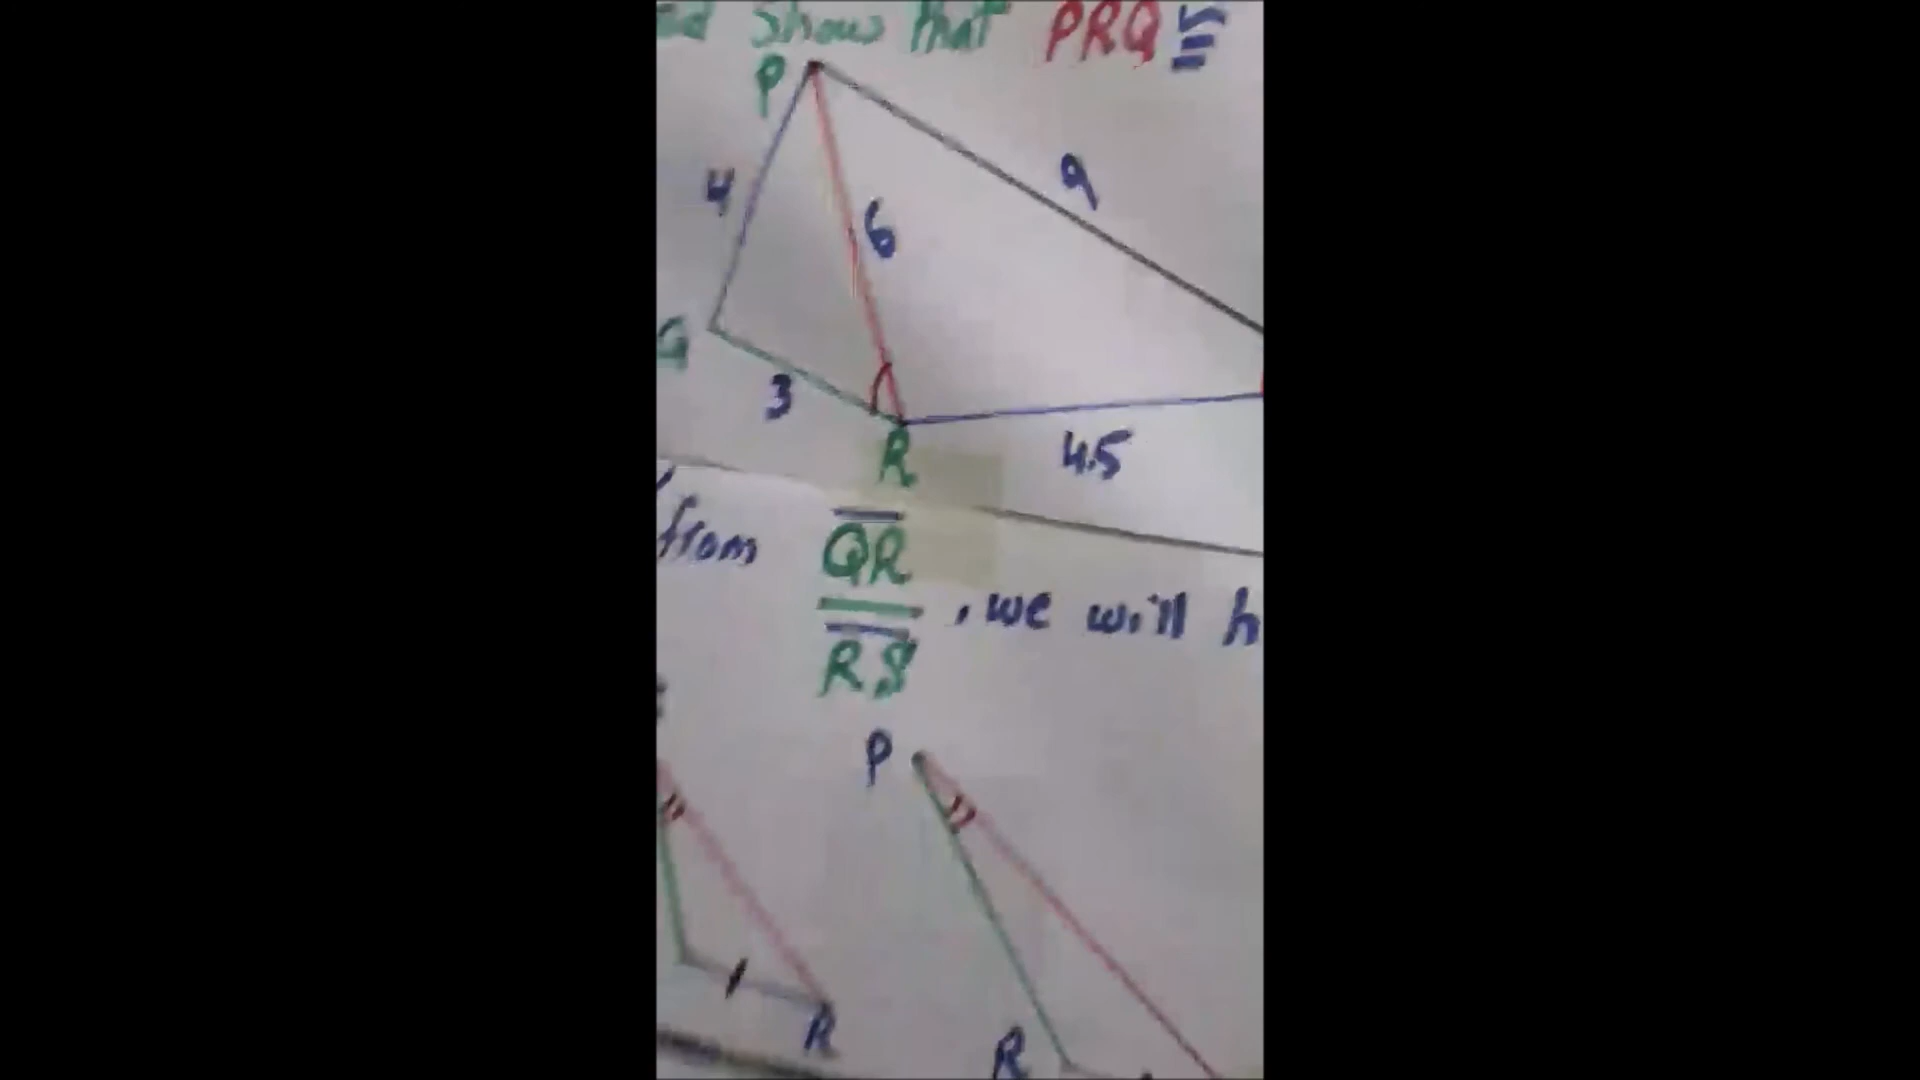 Show that PRQ ≅
P
9
4
6
Q
3
R
4.5
from QR
RS , we will h
P
R
R